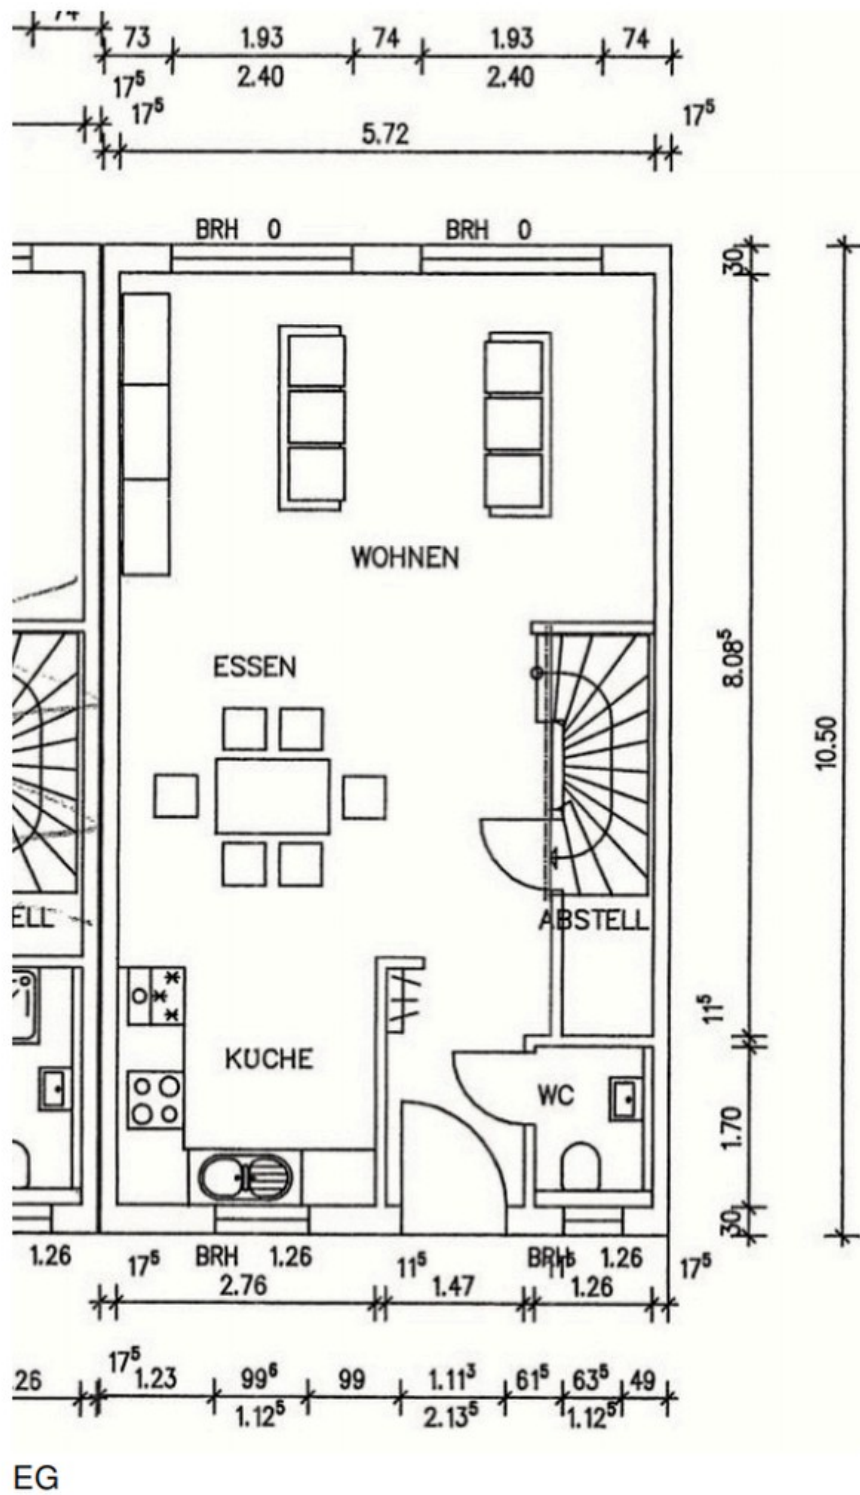 74
73 1.93 74 1.93 74
2.40 2.40
17⁵
17⁵ 17⁵
5.72
BRH 0 BRH 0
30
WOHNEN
8.08⁵
ESSEN
10.50
ELL
ABSTELL
11⁵
KÜCHE
WC
1.70
30
1.26 17⁵ BRH 1.26 11⁵ BRH 11⁵ 1.26 17⁵
2.76 1.47 1.26
17⁵
.26 1.23 99⁶ 99 1.11³ 61⁵ 63⁵ 49
1.12⁵ 2.13⁵ 1.12⁵
EG